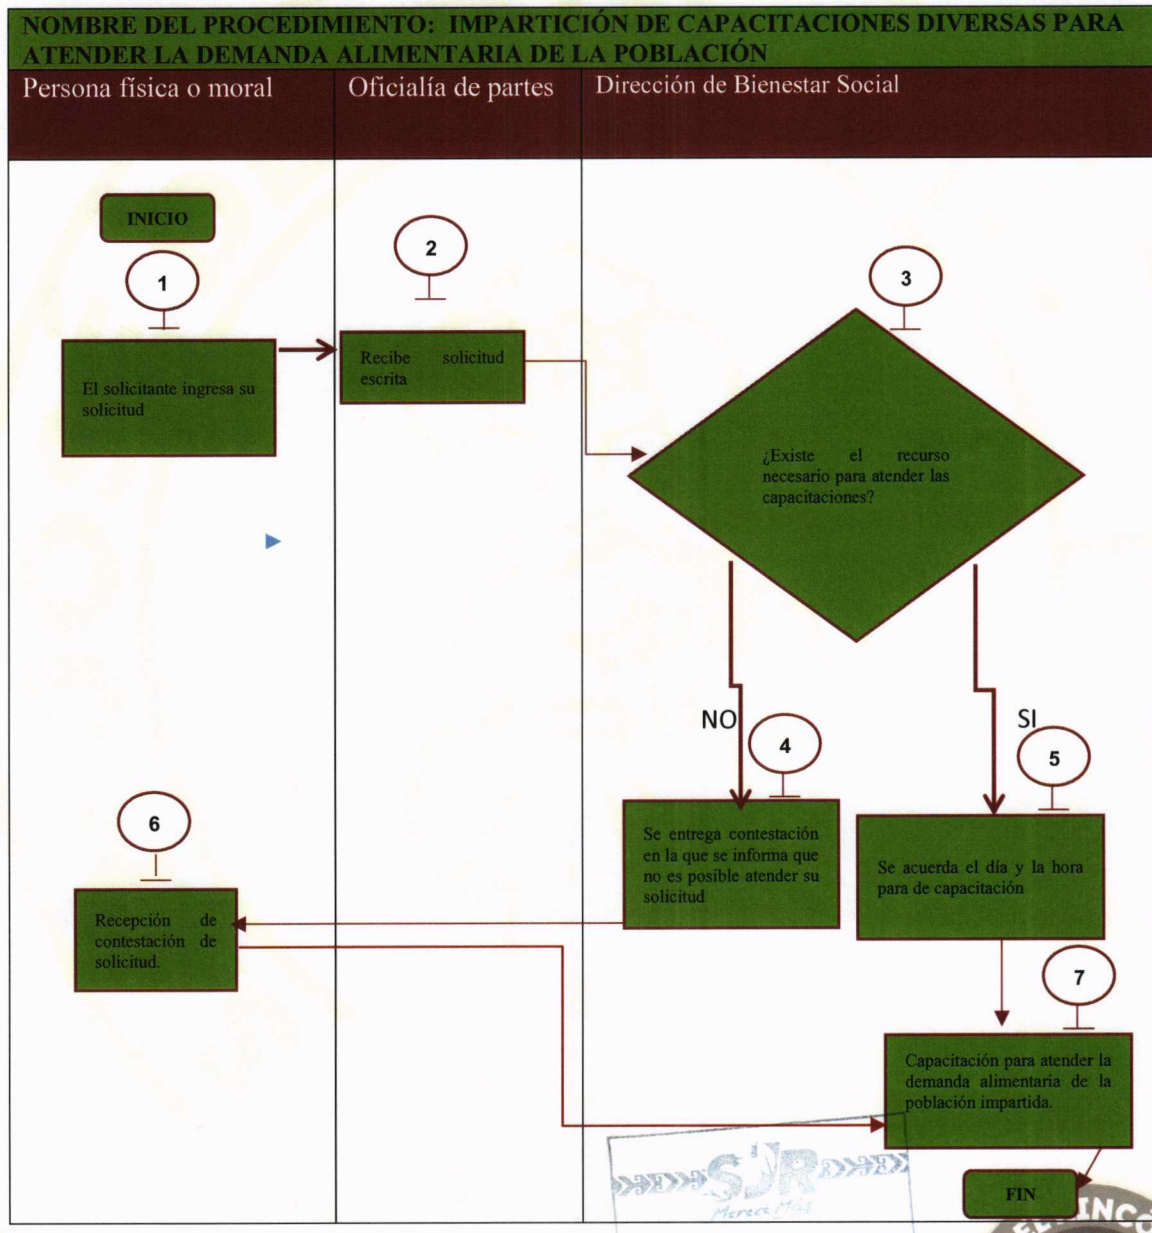 NOMBRE DEL PROCEDIMIENTO: IMPARTICIÓN DE CAPACITACIONES DIVERSAS PARA
ATENDER LA DEMANDA ALIMENTARIA DE LA POBLACIÓN
Persona física o moral
Oficialía de partes
Dirección de Bienestar Social
INICIO
1
El solicitante ingresa su
solicitud
2
Recibe solicitud
escrita
3
¿Existe el recurso
necesario para atender las
capacitaciones?
NO
SI
4
Se entrega contestación
en la que se informa que
no es posible atender su
solicitud
5
Se acuerda el día y la hora
para de capacitación
6
Recepción de
contestación de
solicitud.
7
Capacitación para atender la
demanda alimentaria de la
población impartida.
FIN
SUR
Merece Más